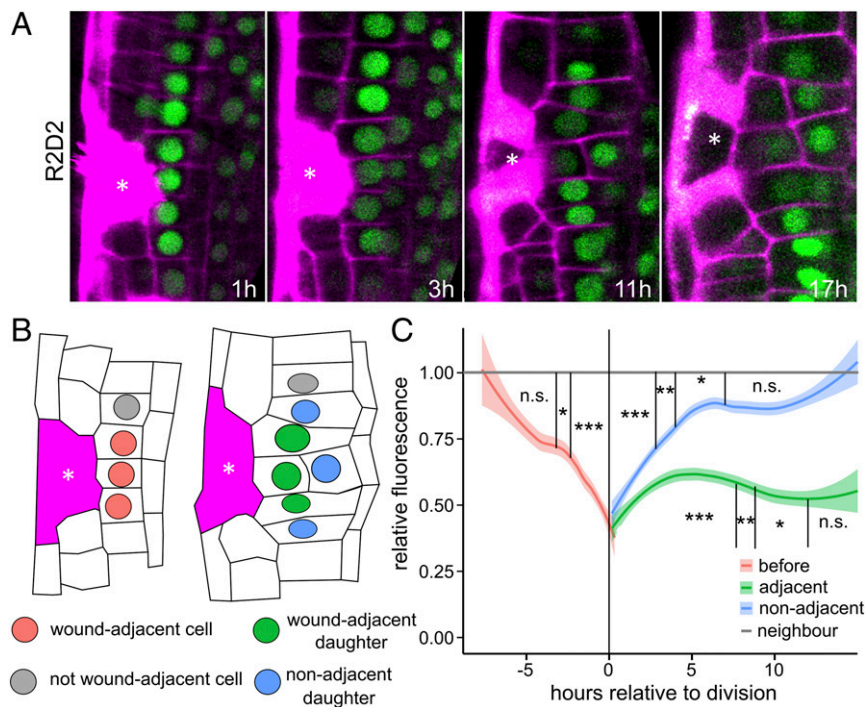 A
R2D2
*
1h
*
3h
*
11h
*
17h
B
*
*
wound-adjacent cell
wound-adjacent
daughter
not wound-adjacent cell
non-adjacent
daughter
C
relative fluorescence
1.00
0.75
0.50
0.25
0.00
n.s.
*
***
***
**
*
n.s.
***
**
*
n.s.
before
adjacent
non-adjacent
neighbour
-5
0
5
10
hours relative to division